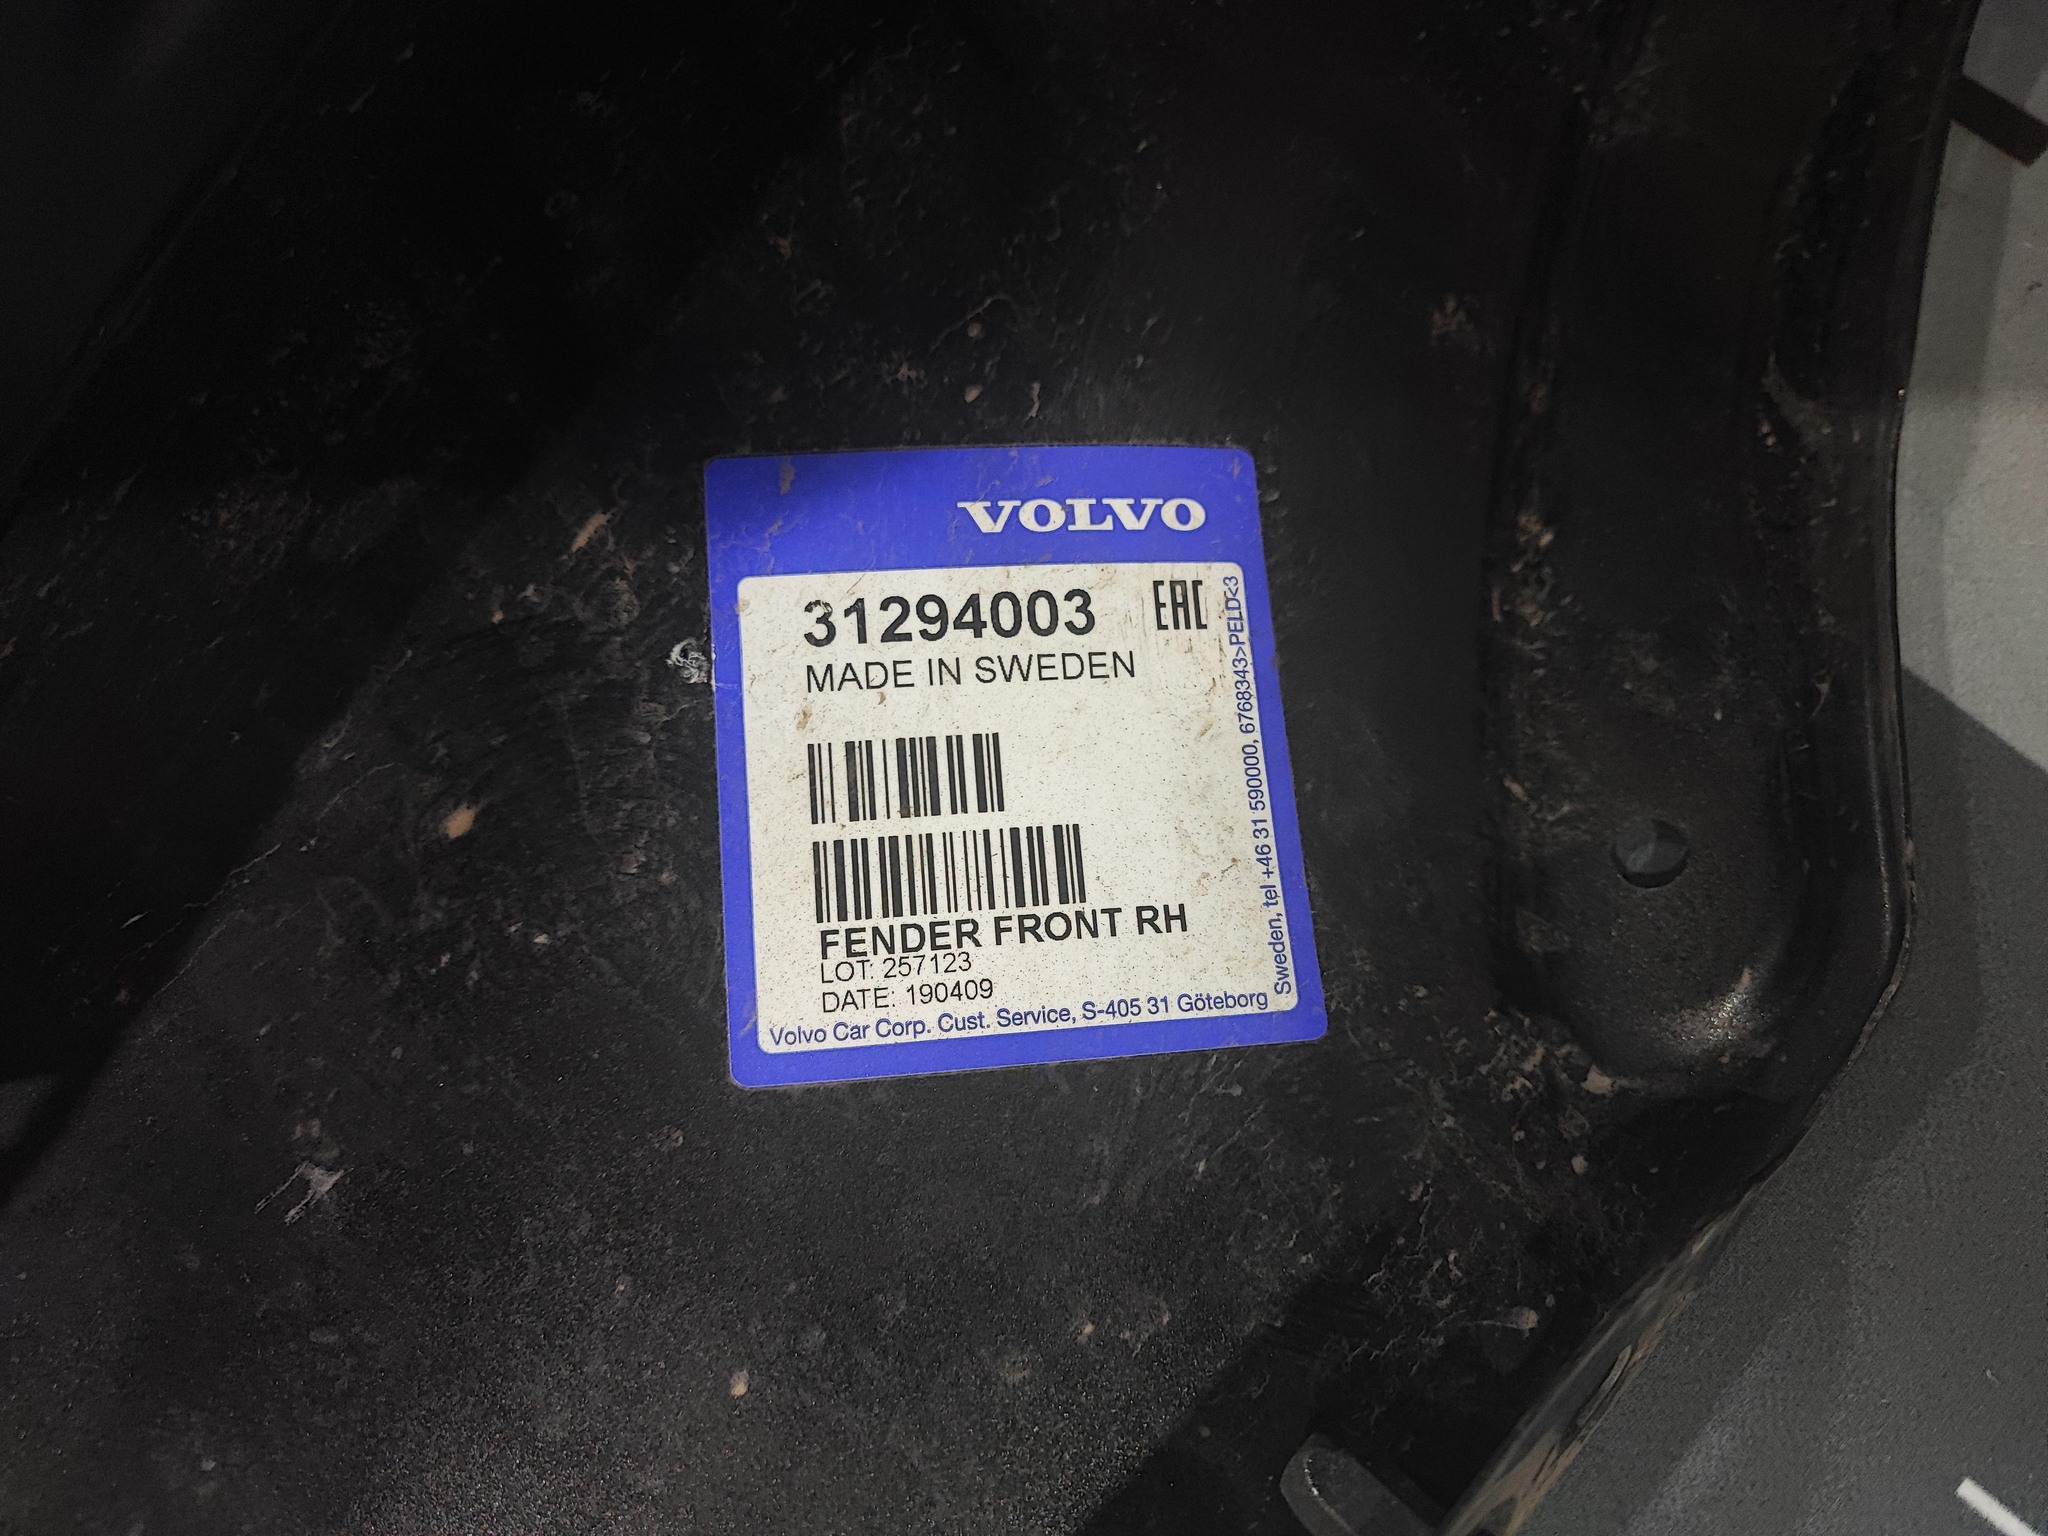 VOLVO
31294003 EAC
MADE IN SWEDEN
FENDER FRONT RH
LOT: 257123
DATE: 190409
Volvo Car Corp. Cust. Service, S-405 31 Göteborg
Sweden, tel +46 31 590000, 6768343>PELD<3